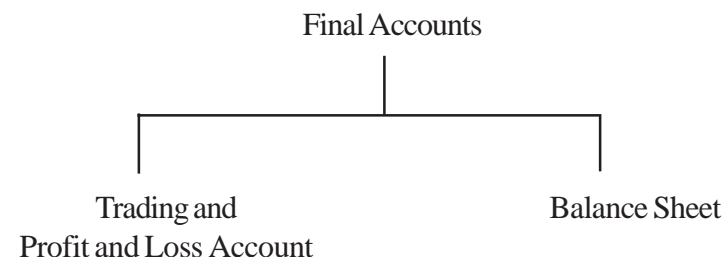 Final Accounts
Trading and
Profit and Loss Account
Balance Sheet